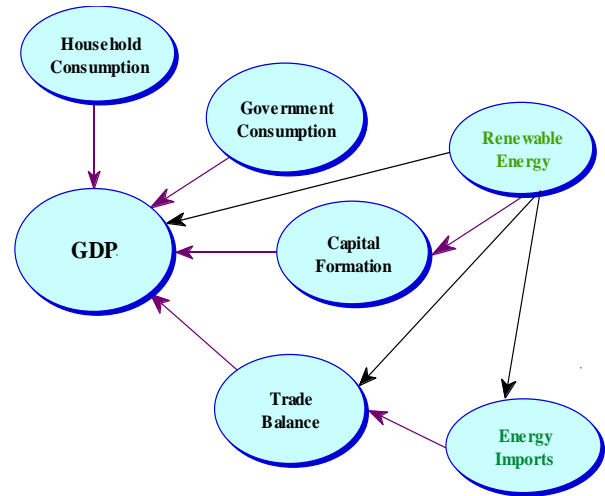 Household
Consumption
Government
Consumption
Renewable
Energy
GDP
Capital
Formation
Trade
Balance
Energy
Imports